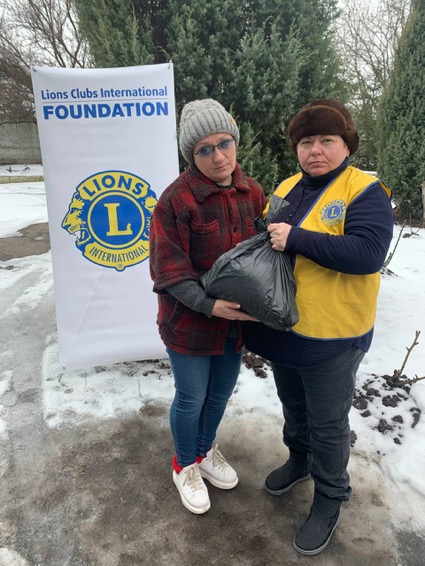 Lions Clubs International
FOUNDATION
LIONS
L
INTERNATIONAL
L